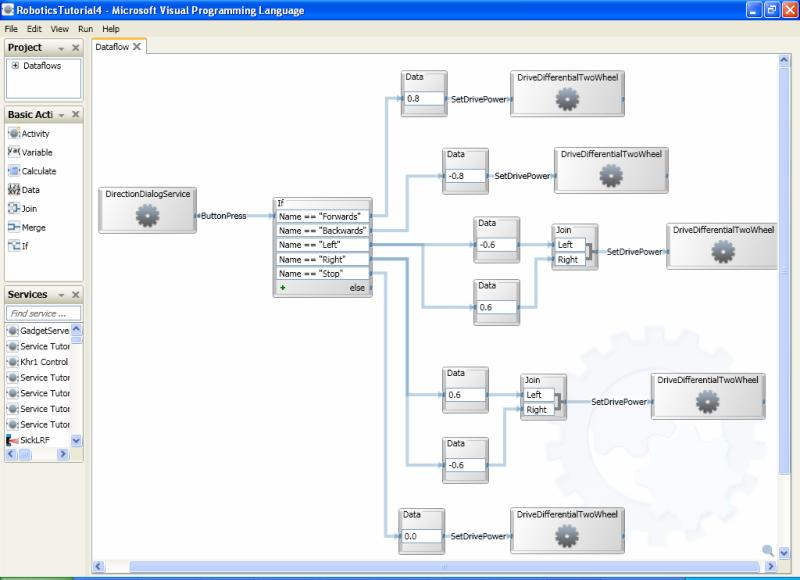 RoboticsTutorial4 - Microsoft Visual Programming Language
File Edit View Run Help
Project
Dataflows
Basic Acti
Activity
Variable
Calculate
Data
Join
Merge
If
Services
Find service ...
GadgetServe
Service Tutor
Khr1 Control
Service Tutor
Service Tutor
Service Tutor
Service Tutor
SickLRF
Dataflow
DirectionDialogService
ButtonPress
If
Name == "Forwards"
Name == "Backwards"
Name == "Left"
Name == "Right"
Name == "Stop"
+ else
Data
0.8
SetDrivePower
DriveDifferentialTwoWheel
Data
-0.8
SetDrivePower
DriveDifferentialTwoWheel
Data
-0.6
Data
0.6
Join
Left
Right
SetDrivePower
DriveDifferentialTwoWheel
Data
0.6
Data
-0.6
Join
Left
Right
SetDrivePower
DriveDifferentialTwoWheel
Data
0.0
SetDrivePower
DriveDifferentialTwoWheel